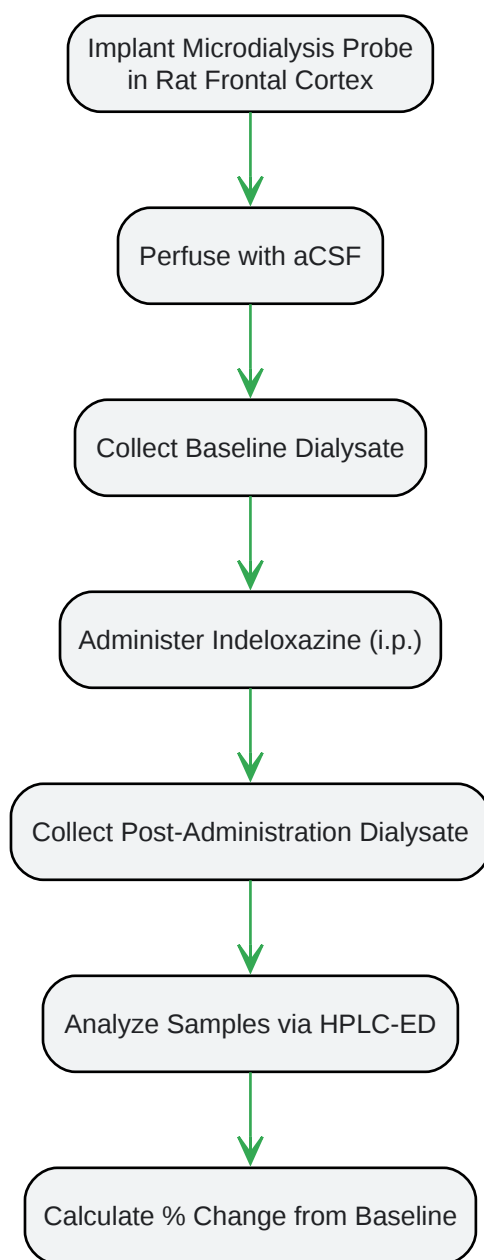 Implant Microdialysis Probe
in Rat Frontal Cortex
Perfuse with aCSF
Collect Baseline Dialysate
Administer Indeloxazine (i.p.)
Collect Post-Administration Dialysate
Analyze Samples via HPLC-ED
Calculate % Change from Baseline